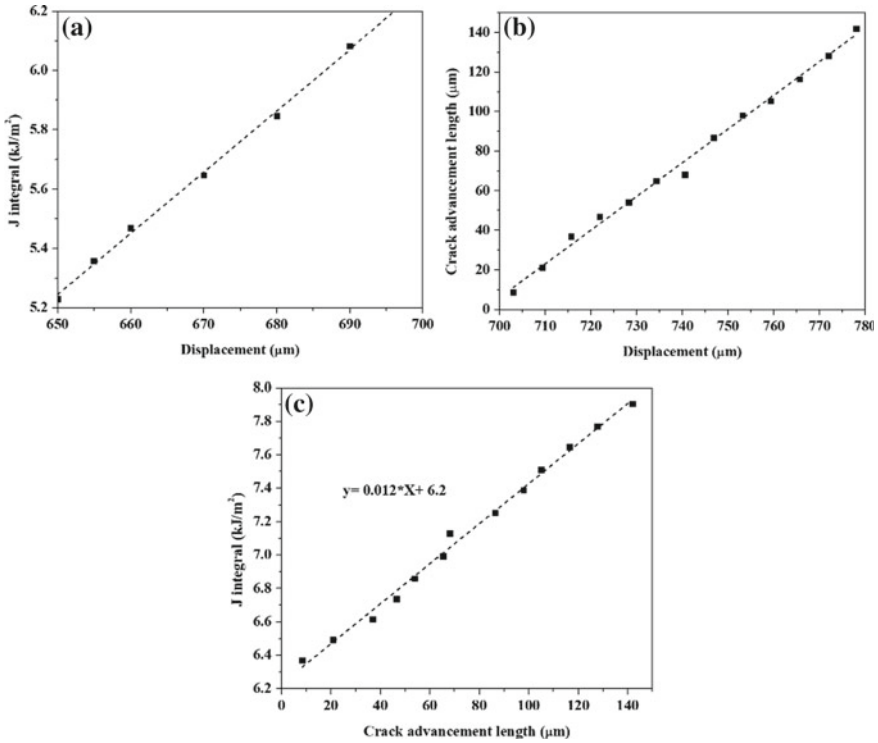 (a)
6.2
6.0
5.8
5.6
5.4
5.2
J integral (kJ/m²)
650 660 670 680 690 700
Displacement (μm)
(b)
140
120
100
80
60
40
20
0
Crack advancement length (μm)
700 710 720 730 740 750 760 770 780
Displacement (μm)
(c)
8.0
7.8
7.6
7.4
7.2
7.0
6.8
6.6
6.4
6.2
J integral (kJ/m²)
y= 0.012*X+ 6.2
0 20 40 60 80 100 120 140
Crack advancement length (μm)